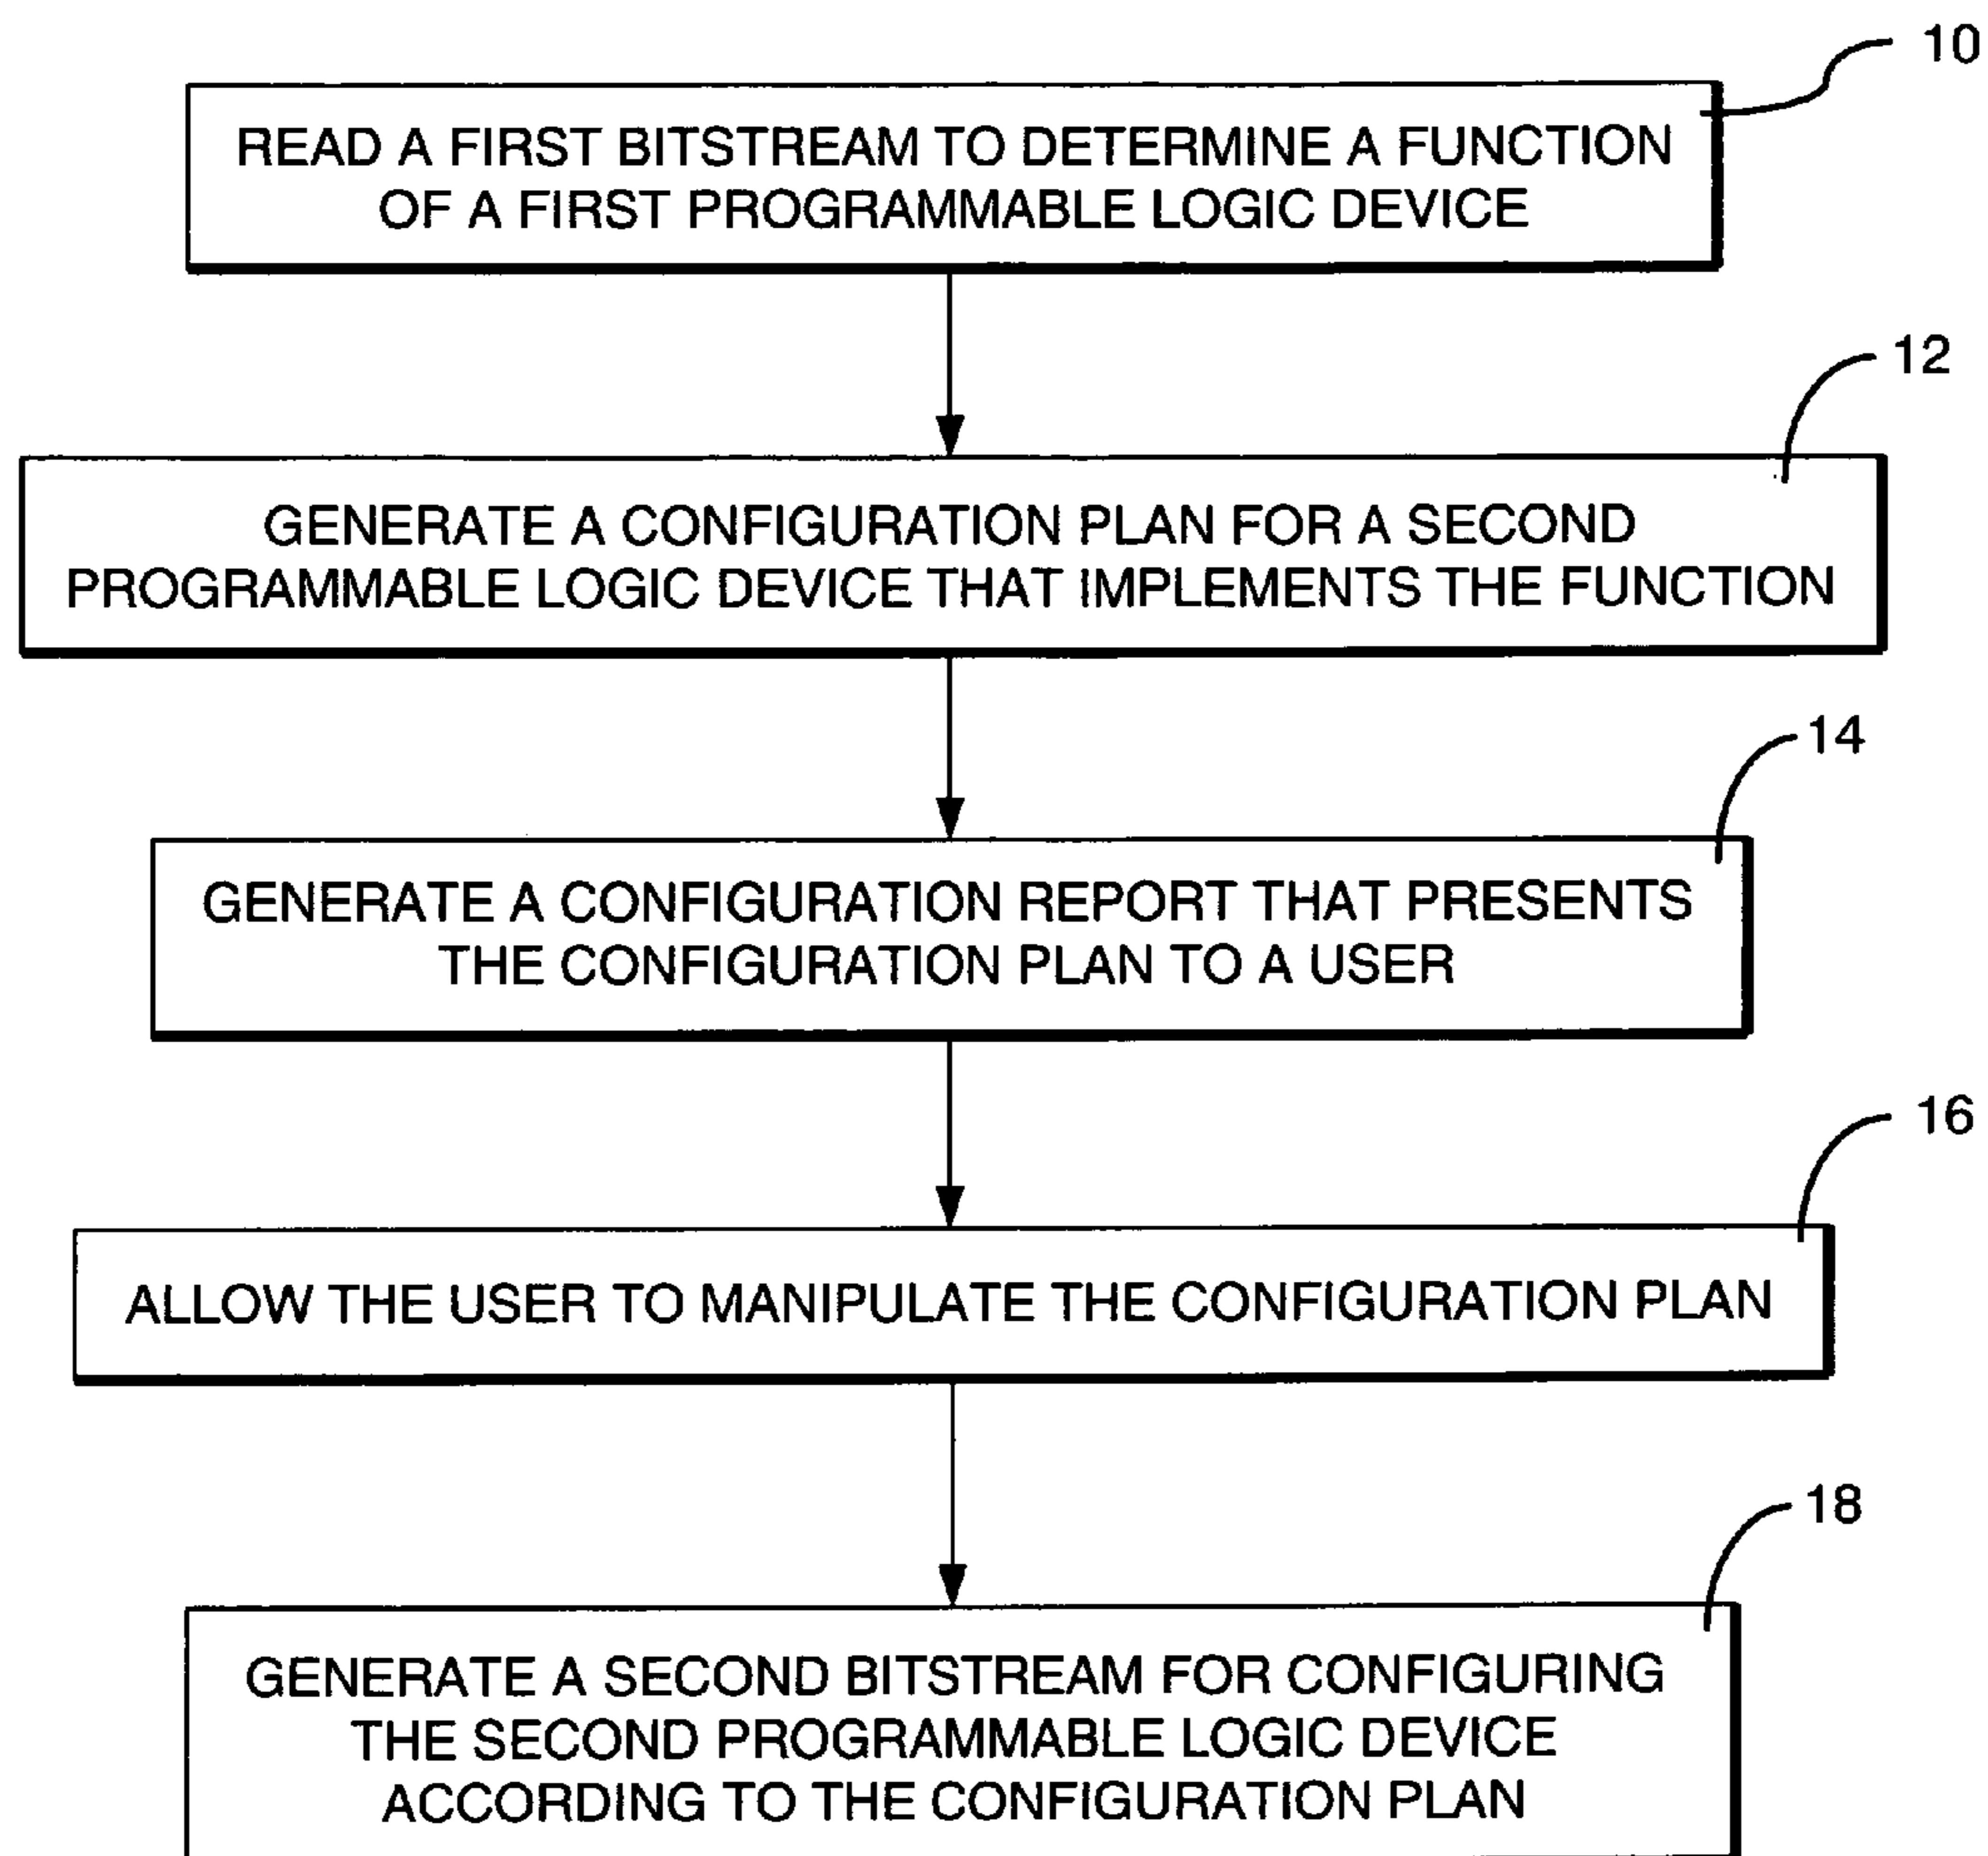 10
READ A FIRST BITSTREAM TO DETERMINE A FUNCTION
OF A FIRST PROGRAMMABLE LOGIC DEVICE
12
GENERATE A CONFIGURATION PLAN FOR A SECOND
PROGRAMMABLE LOGIC DEVICE THAT IMPLEMENTS THE FUNCTION
14
GENERATE A CONFIGURATION REPORT THAT PRESENTS
THE CONFIGURATION PLAN TO A USER
16
ALLOW THE USER TO MANIPULATE THE CONFIGURATION PLAN
18
GENERATE A SECOND BITSTREAM FOR CONFIGURING
THE SECOND PROGRAMMABLE LOGIC DEVICE
ACCORDING TO THE CONFIGURATION PLAN